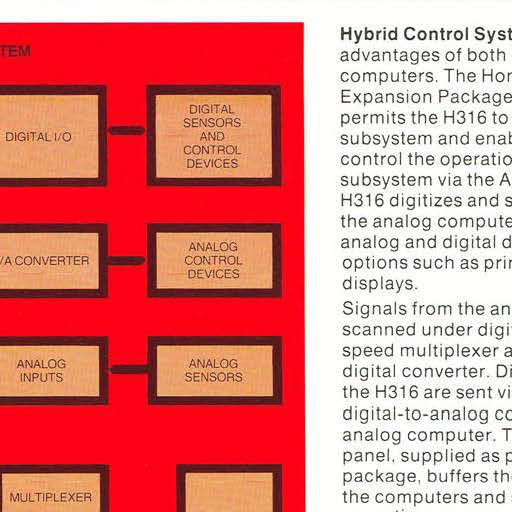 TEM
DIGITAL I/O
DIGITAL
SENSORS
AND
CONTROL
DEVICES
/A CONVERTER
ANALOG
CONTROL
DEVICES
ANALOG
INPUTS
ANALOG
SENSORS
MULTIPLEXER
Hybrid Control Syst
advantages of both
computers. The Hon
Expansion Package
permits the H316 to
subsystem and enab
control the operatio
subsystem via the A
H316 digitizes and s
the analog compute
analog and digital d
options such as prin
displays.
Signals from the an
scanned under digi
speed multiplexer a
digital converter. Di
the H316 are sent vi
digital-to-analog co
analog computer. T
panel, supplied as p
package, buffers the
the computers and s